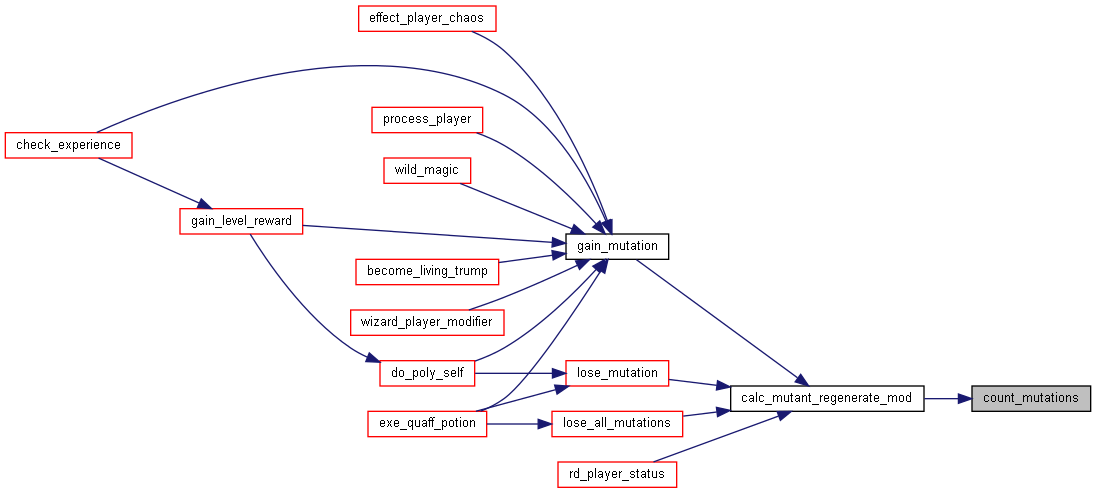 effect_player_chaos
process_player
check_experience
wild_magic
gain_level_reward
gain_mutation
become_living_trump
wizard_player_modifier
do_poly_self
lose_mutation
calc_mutant_regenerate_mod
count_mutations
exe_quaff_potion
lose_all_mutations
rd_player_status